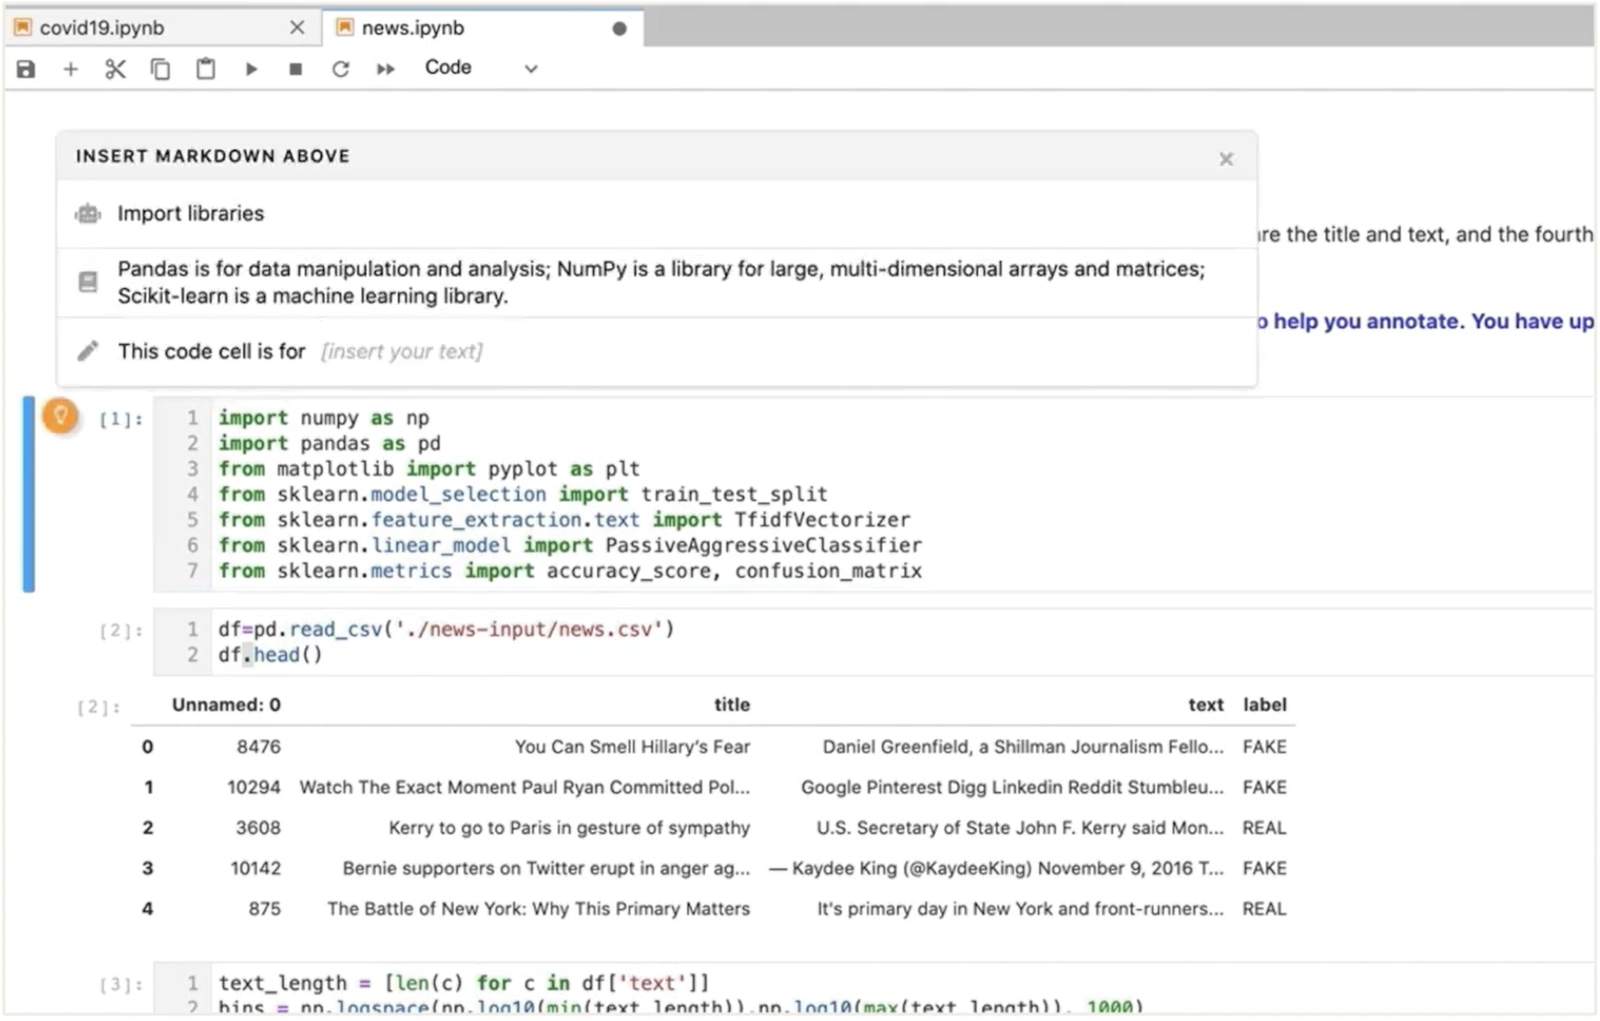 covid19.ipynb
news.ipynb
Code
INSERT MARKDOWN ABOVE
Import libraries
re the title and text, and the fourth
Pandas is for data manipulation and analysis; NumPy is a library for large, multi-dimensional arrays and matrices;
Scikit-learn is a machine learning library.
o help you annotate. You have up
This code cell is for [insert your text]
[1]:
1 import numpy as np
2 import pandas as pd
3 from matplotlib import pyplot as plt
4 from sklearn.model_selection import train_test_split
5 from sklearn.feature_extraction.text import TfidfVectorizer
6 from sklearn.linear_model import PassiveAggressiveClassifier
7 from sklearn.metrics import accuracy_score, confusion_matrix
[2]:
1 df=pd.read_csv('./news-input/news.csv')
2 df.head()
[2]:
Unnamed: 0 title text label
0 8476 You Can Smell Hillary's Fear Daniel Greenfield, a Shillman Journalism Fello... FAKE
1 10294 Watch The Exact Moment Paul Ryan Committed Pol... Google Pinterest Digg Linkedin Reddit Stumbleu... FAKE
2 3608 Kerry to go to Paris in gesture of sympathy U.S. Secretary of State John F. Kerry said Mon... REAL
3 10142 Bernie supporters on Twitter erupt in anger ag... — Kaydee King (@KaydeeKing) November 9, 2016 T... FAKE
4 875 The Battle of New York: Why This Primary Matters It's primary day in New York and front-runners... REAL
[3]:
1 text_length = [len(c) for c in df['text']]
2 bins = np.logspace(np.log10(min(text_length)),np.log10(max(text_length)), 1000)